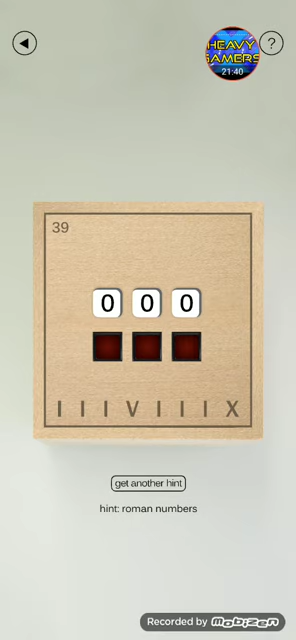 HEAVY
GAMERS
21:40
?
39
0 0 0
I I I V I I I X
get another hint
hint: roman numbers
Recorded by Mobizen